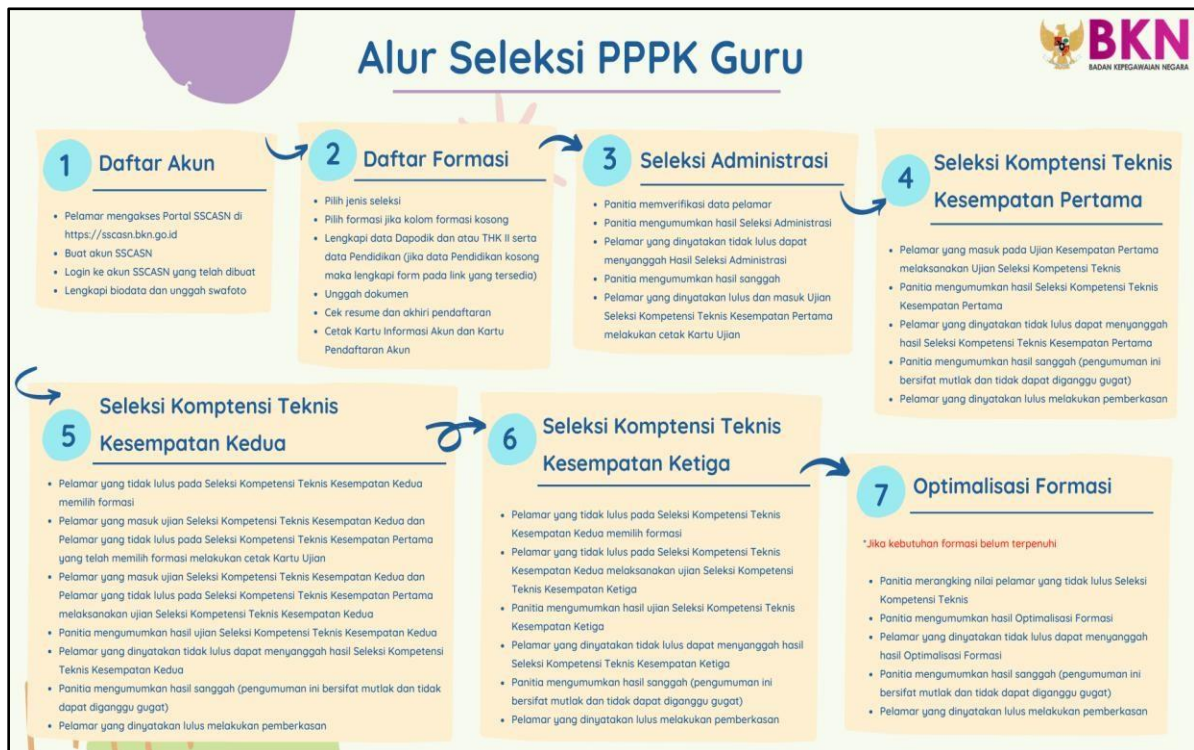 Alur Seleksi PPPK Guru
BKN
BADAN KEPEGAWAIAN NEGARA
1
Daftar Akun
• Pelamar mengakses Portal SSCASN di
https://sscasn.bkn.go.id
• Buat akun SSCASN
• Login ke akun SSCASN yang telah dibuat
• Lengkapi biodata dan unggah swafoto
2
Daftar Formasi
• Pilih jenis seleksi
• Pilih formasi jika kolom formasi kosong
• Lengkapi data Dapodik dan atau THK II serta
data Pendidikan (jika data Pendidikan kosong
maka lengkapi form pada link yang tersedia)
• Unggah dokumen
• Cek resume dan akhiri pendaftaran
• Cetak Kartu Informasi Akun dan Kartu
Pendaftaran Akun
3
Seleksi Administrasi
• Panitia memverifikasi data pelamar
• Panitia mengumumkan hasil Seleksi Administrasi
• Pelamar yang dinyatakan tidak lulus dapat
menyanggah Hasil Seleksi Administrasi
• Panitia mengumumkan hasil sanggah
• Pelamar yang dinyatakan lulus dan masuk Ujian
Seleksi Kompetensi Teknis Kesempatan Pertama
melakukan cetak Kartu Ujian
4
Seleksi Komptensi Teknis
Kesempatan Pertama
• Pelamar yang masuk pada Ujian Kesempatan Pertama
melaksanakan Ujian Seleksi Kompetensi Teknis
• Panitia mengumumkan hasil Seleksi Kompetensi Teknis
Kesempatan Pertama
• Pelamar yang dinyatakan tidak lulus dapat menyanggah
hasil Seleksi Kompetensi Teknis Kesempatan Pertama
• Panitia mengumumkan hasil sanggah (pengumuman ini
bersifat mutlak dan tidak dapat diganggu gugat)
• Pelamar yang dinyatakan lulus melakukan pemberkasan
5
Seleksi Komptensi Teknis
Kesempatan Kedua
• Pelamar yang tidak lulus pada Seleksi Kompetensi Teknis Kesempatan Kedua
memilih formasi
• Pelamar yang masuk ujian Seleksi Kompetensi Teknis Kesempatan Kedua dan
Pelamar yang tidak lulus pada Seleksi Kompetensi Teknis Kesempatan Pertama
yang telah memilih formasi melakukan cetak Kartu Ujian
• Pelamar yang masuk ujian Seleksi Kompetensi Teknis Kesempatan Kedua dan
Pelamar yang tidak lulus pada Seleksi Kompetensi Teknis Kesempatan Pertama
melaksanakan ujian Seleksi Kompetensi Teknis Kesempatan Kedua
• Panitia mengumumkan hasil ujian Seleksi Kompetensi Teknis Kesempatan Kedua
• Pelamar yang dinyatakan tidak lulus dapat menyanggah hasil Seleksi Kompetensi
Teknis Kesempatan Kedua
• Panitia mengumumkan hasil sanggah (pengumuman ini bersifat mutlak dan tidak
dapat diganggu gugat)
• Pelamar yang dinyatakan lulus melakukan pemberkasan
6
Seleksi Komptensi Teknis
Kesempatan Ketiga
• Pelamar yang tidak lulus pada Seleksi Kompetensi Teknis
Kesempatan Kedua memilih formasi
• Pelamar yang tidak lulus pada Seleksi Kompetensi Teknis
Kesempatan Kedua melaksanakan ujian Seleksi Kompetensi
Teknis Kesempatan Ketiga
• Panitia mengumumkan hasil ujian Seleksi Kompetensi Teknis
Kesempatan Ketiga
• Pelamar yang dinyatakan tidak lulus dapat menyanggah hasil
Seleksi Kompetensi Teknis Kesempatan Ketiga
• Panitia mengumumkan hasil sanggah (pengumuman ini
bersifat mutlak dan tidak dapat diganggu gugat)
• Pelamar yang dinyatakan lulus melakukan pemberkasan
7
Optimalisasi Formasi
*Jika kebutuhan formasi belum terpenuhi
• Panitia merangking nilai pelamar yang tidak lulus Seleksi
Kompetensi Teknis
• Panitia mengumumkan hasil Optimalisasi Formasi
• Pelamar yang dinyatakan tidak lulus dapat menyanggah
hasil Optimalisasi Formasi
• Panitia mengumumkan hasil sanggah (pengumuman ini
bersifat mutlak dan tidak dapat diganggu gugat)
• Pelamar yang dinyatakan lulus melakukan pemberkasan